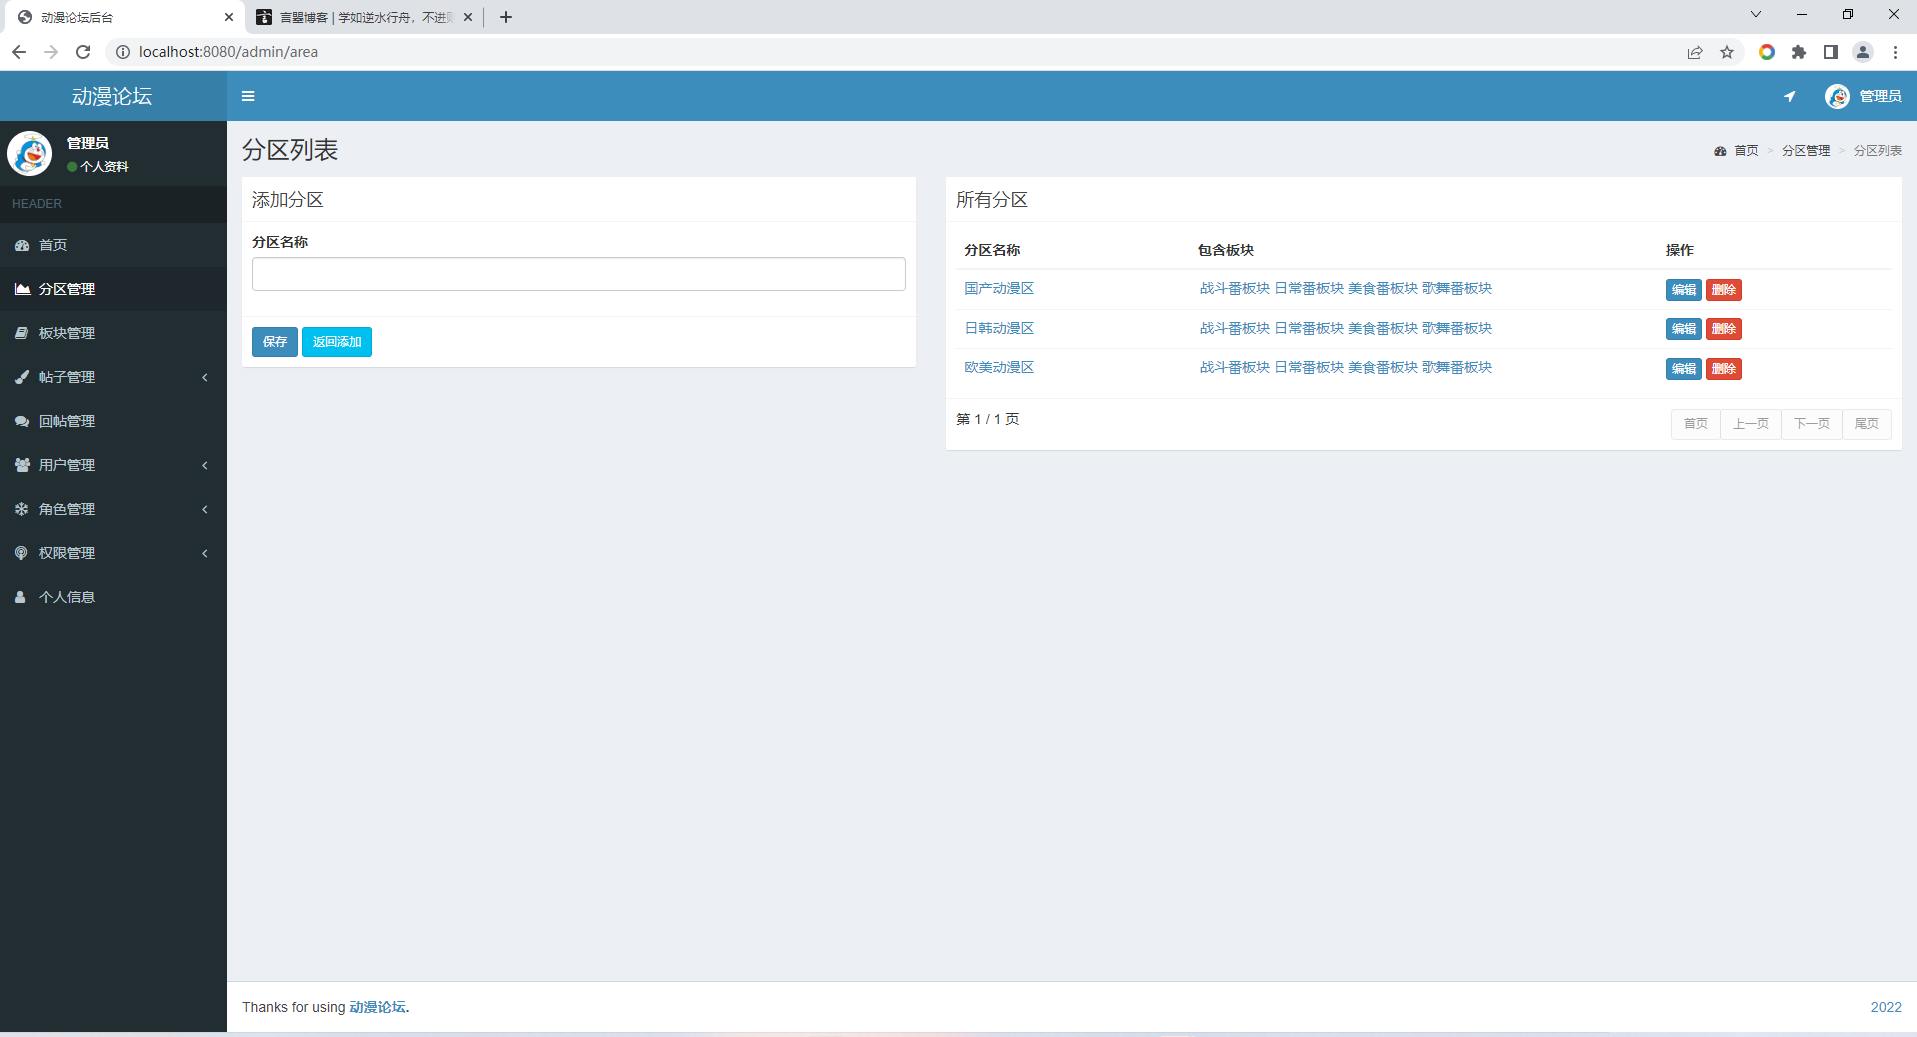 动漫论坛后台
言曌博客 | 学如逆水行舟，不进则
localhost:8080/admin/area
动漫论坛
管理员
管理员
个人资料
HEADER
首页
分区管理
板块管理
帖子管理
回帖管理
用户管理
角色管理
权限管理
个人信息
分区列表
首页 > 分区管理 > 分区列表
添加分区
分区名称
保存 返回添加
所有分区
分区名称 包含板块 操作
国产动漫区 战斗番板块 日常番板块 美食番板块 歌舞番板块 编辑 删除
日韩动漫区 战斗番板块 日常番板块 美食番板块 歌舞番板块 编辑 删除
欧美动漫区 战斗番板块 日常番板块 美食番板块 歌舞番板块 编辑 删除
第 1 / 1 页 首页 上一页 下一页 尾页
Thanks for using 动漫论坛.
2022